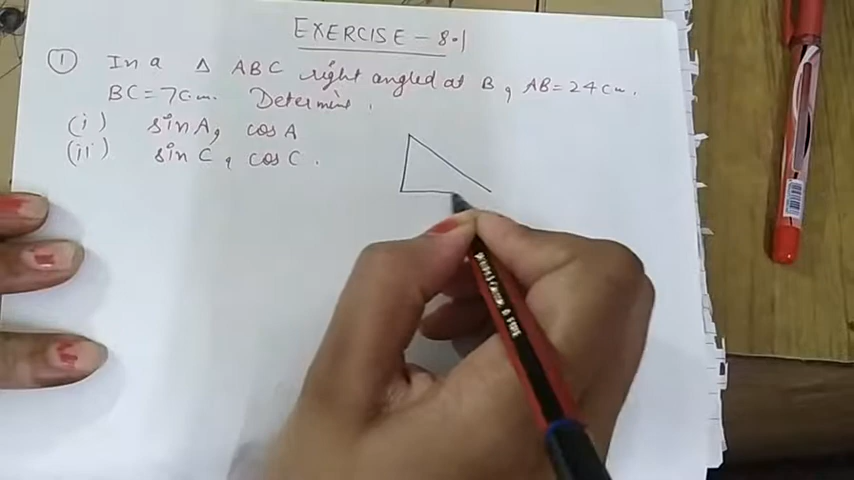 EXERCISE - 8.1
① In a △ ABC right angled at B, AB = 24 cm.
BC = 7 cm. Determine.
(i) sin A, cos A
(ii) sin C, cos C.